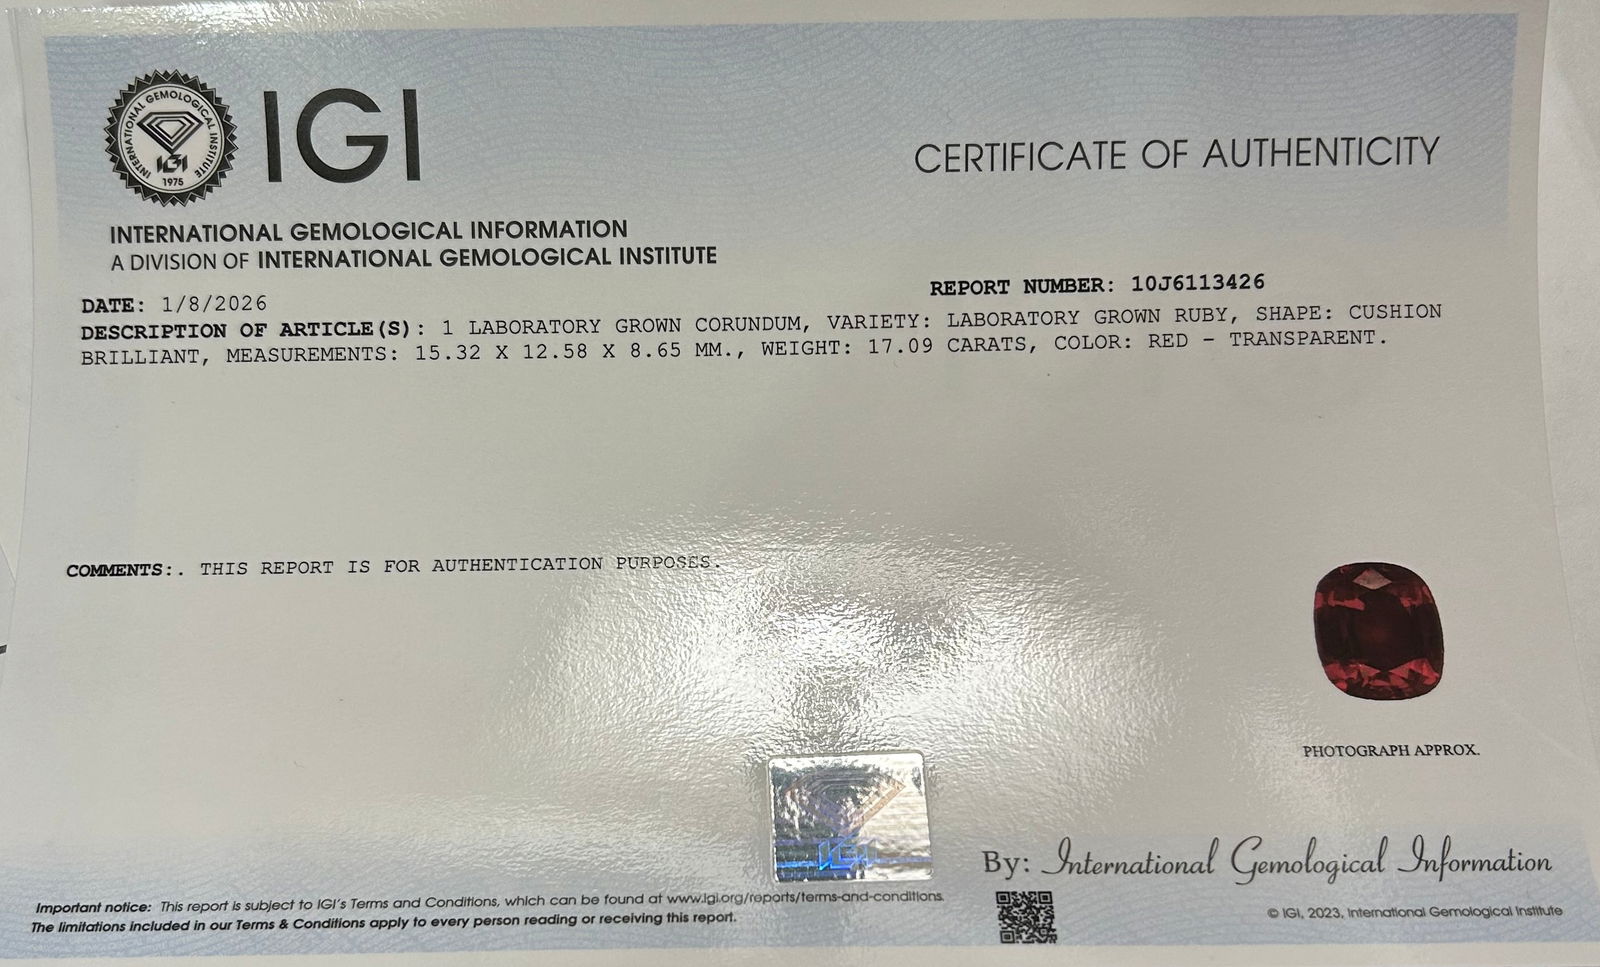 INTERNATIONAL GEMOLOGICAL INSTITUTE
IGI
1975
IGI
CERTIFICATE OF AUTHENTICITY
INTERNATIONAL GEMOLOGICAL INFORMATION
A DIVISION OF INTERNATIONAL GEMOLOGICAL INSTITUTE
REPORT NUMBER: 10J6113426
DATE: 1/8/2026
DESCRIPTION OF ARTICLE(S): 1 LABORATORY GROWN CORUNDUM, VARIETY: LABORATORY GROWN RUBY, SHAPE: CUSHION
BRILLIANT, MEASUREMENTS: 15.32 X 12.58 X 8.65 MM., WEIGHT: 17.09 CARATS, COLOR: RED - TRANSPARENT.
COMMENTS:. THIS REPORT IS FOR AUTHENTICATION PURPOSES.
PHOTOGRAPH APPROX.
IGI
By: International Gemological Information
Important notice: This report is subject to IGI's Terms and Conditions, which can be found at www.igi.org/reports/terms-and-conditions.
The limitations included in our Terms & Conditions apply to every person reading or receiving this report.
© IGI, 2023, International Gemological Institute